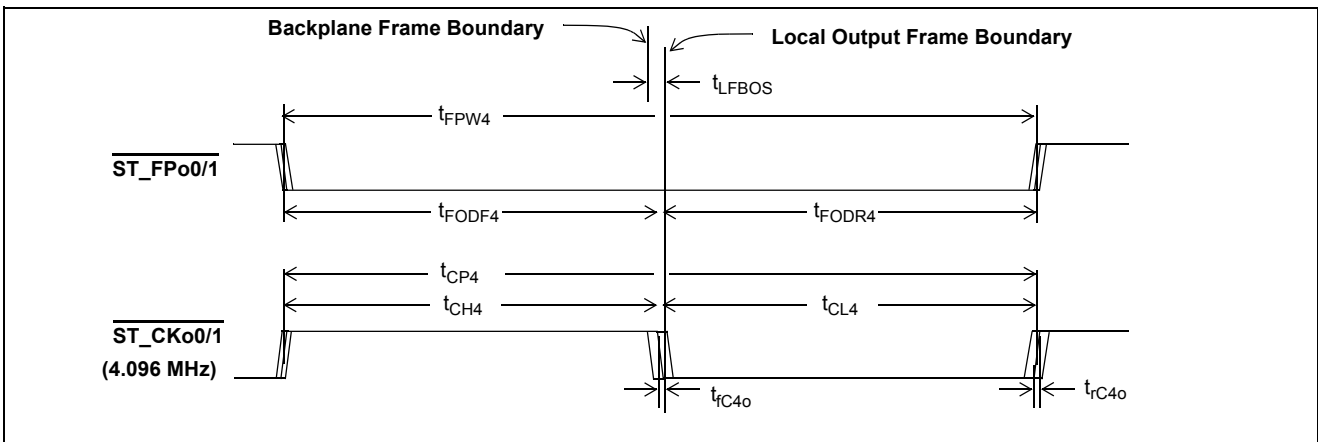 Backplane Frame Boundary
Local Output Frame Boundary
tLFBOS
tFPW4
ST_FPo0/1
tFODF4
tFODR4
tCP4
tCH4
tCL4
ST_CKo0/1
(4.096 MHz)
tfC4o
trC4o